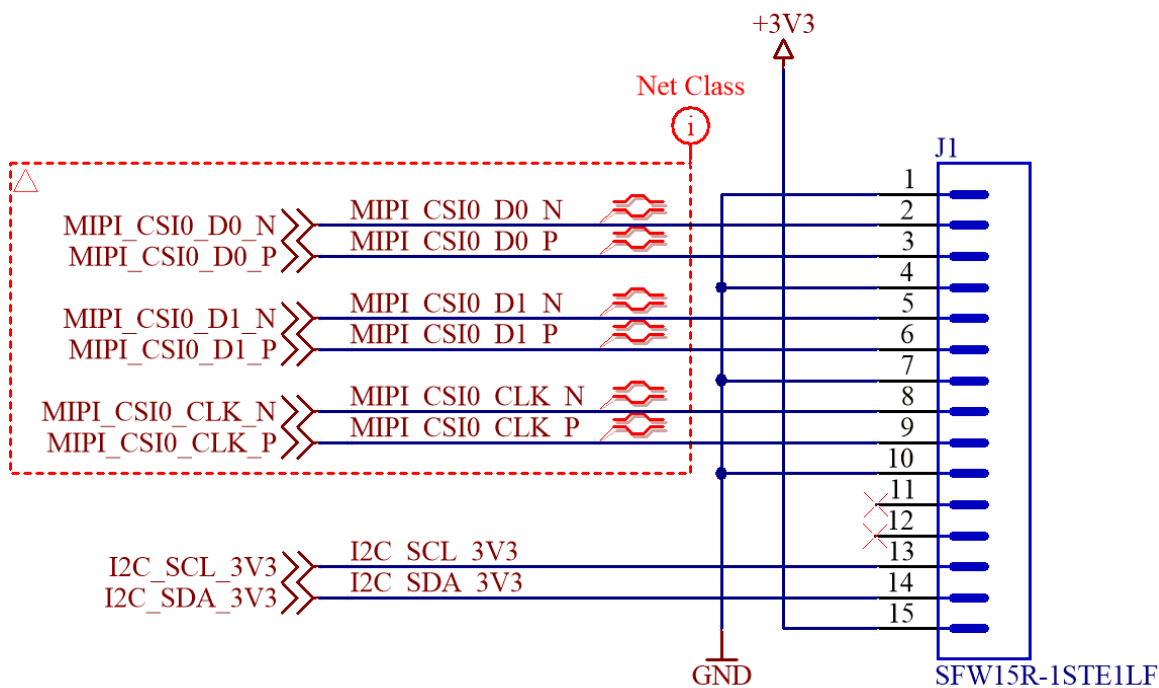 +3V3
Net Class
i
J1
1
MIPI_CSI0_D0_N MIPI_CSI0_D0_N 2
MIPI_CSI0_D0_P MIPI_CSI0_D0_P 3
4
MIPI_CSI0_D1_N MIPI_CSI0_D1_N 5
MIPI_CSI0_D1_P MIPI_CSI0_D1_P 6
7
MIPI_CSI0_CLK_N MIPI_CSI0_CLK_N 8
MIPI_CSI0_CLK_P MIPI_CSI0_CLK_P 9
10
11
12
I2C_SCL_3V3 I2C_SCL_3V3 13
I2C_SDA_3V3 I2C_SDA_3V3 14
15
GND
SFW15R-1STE1LF